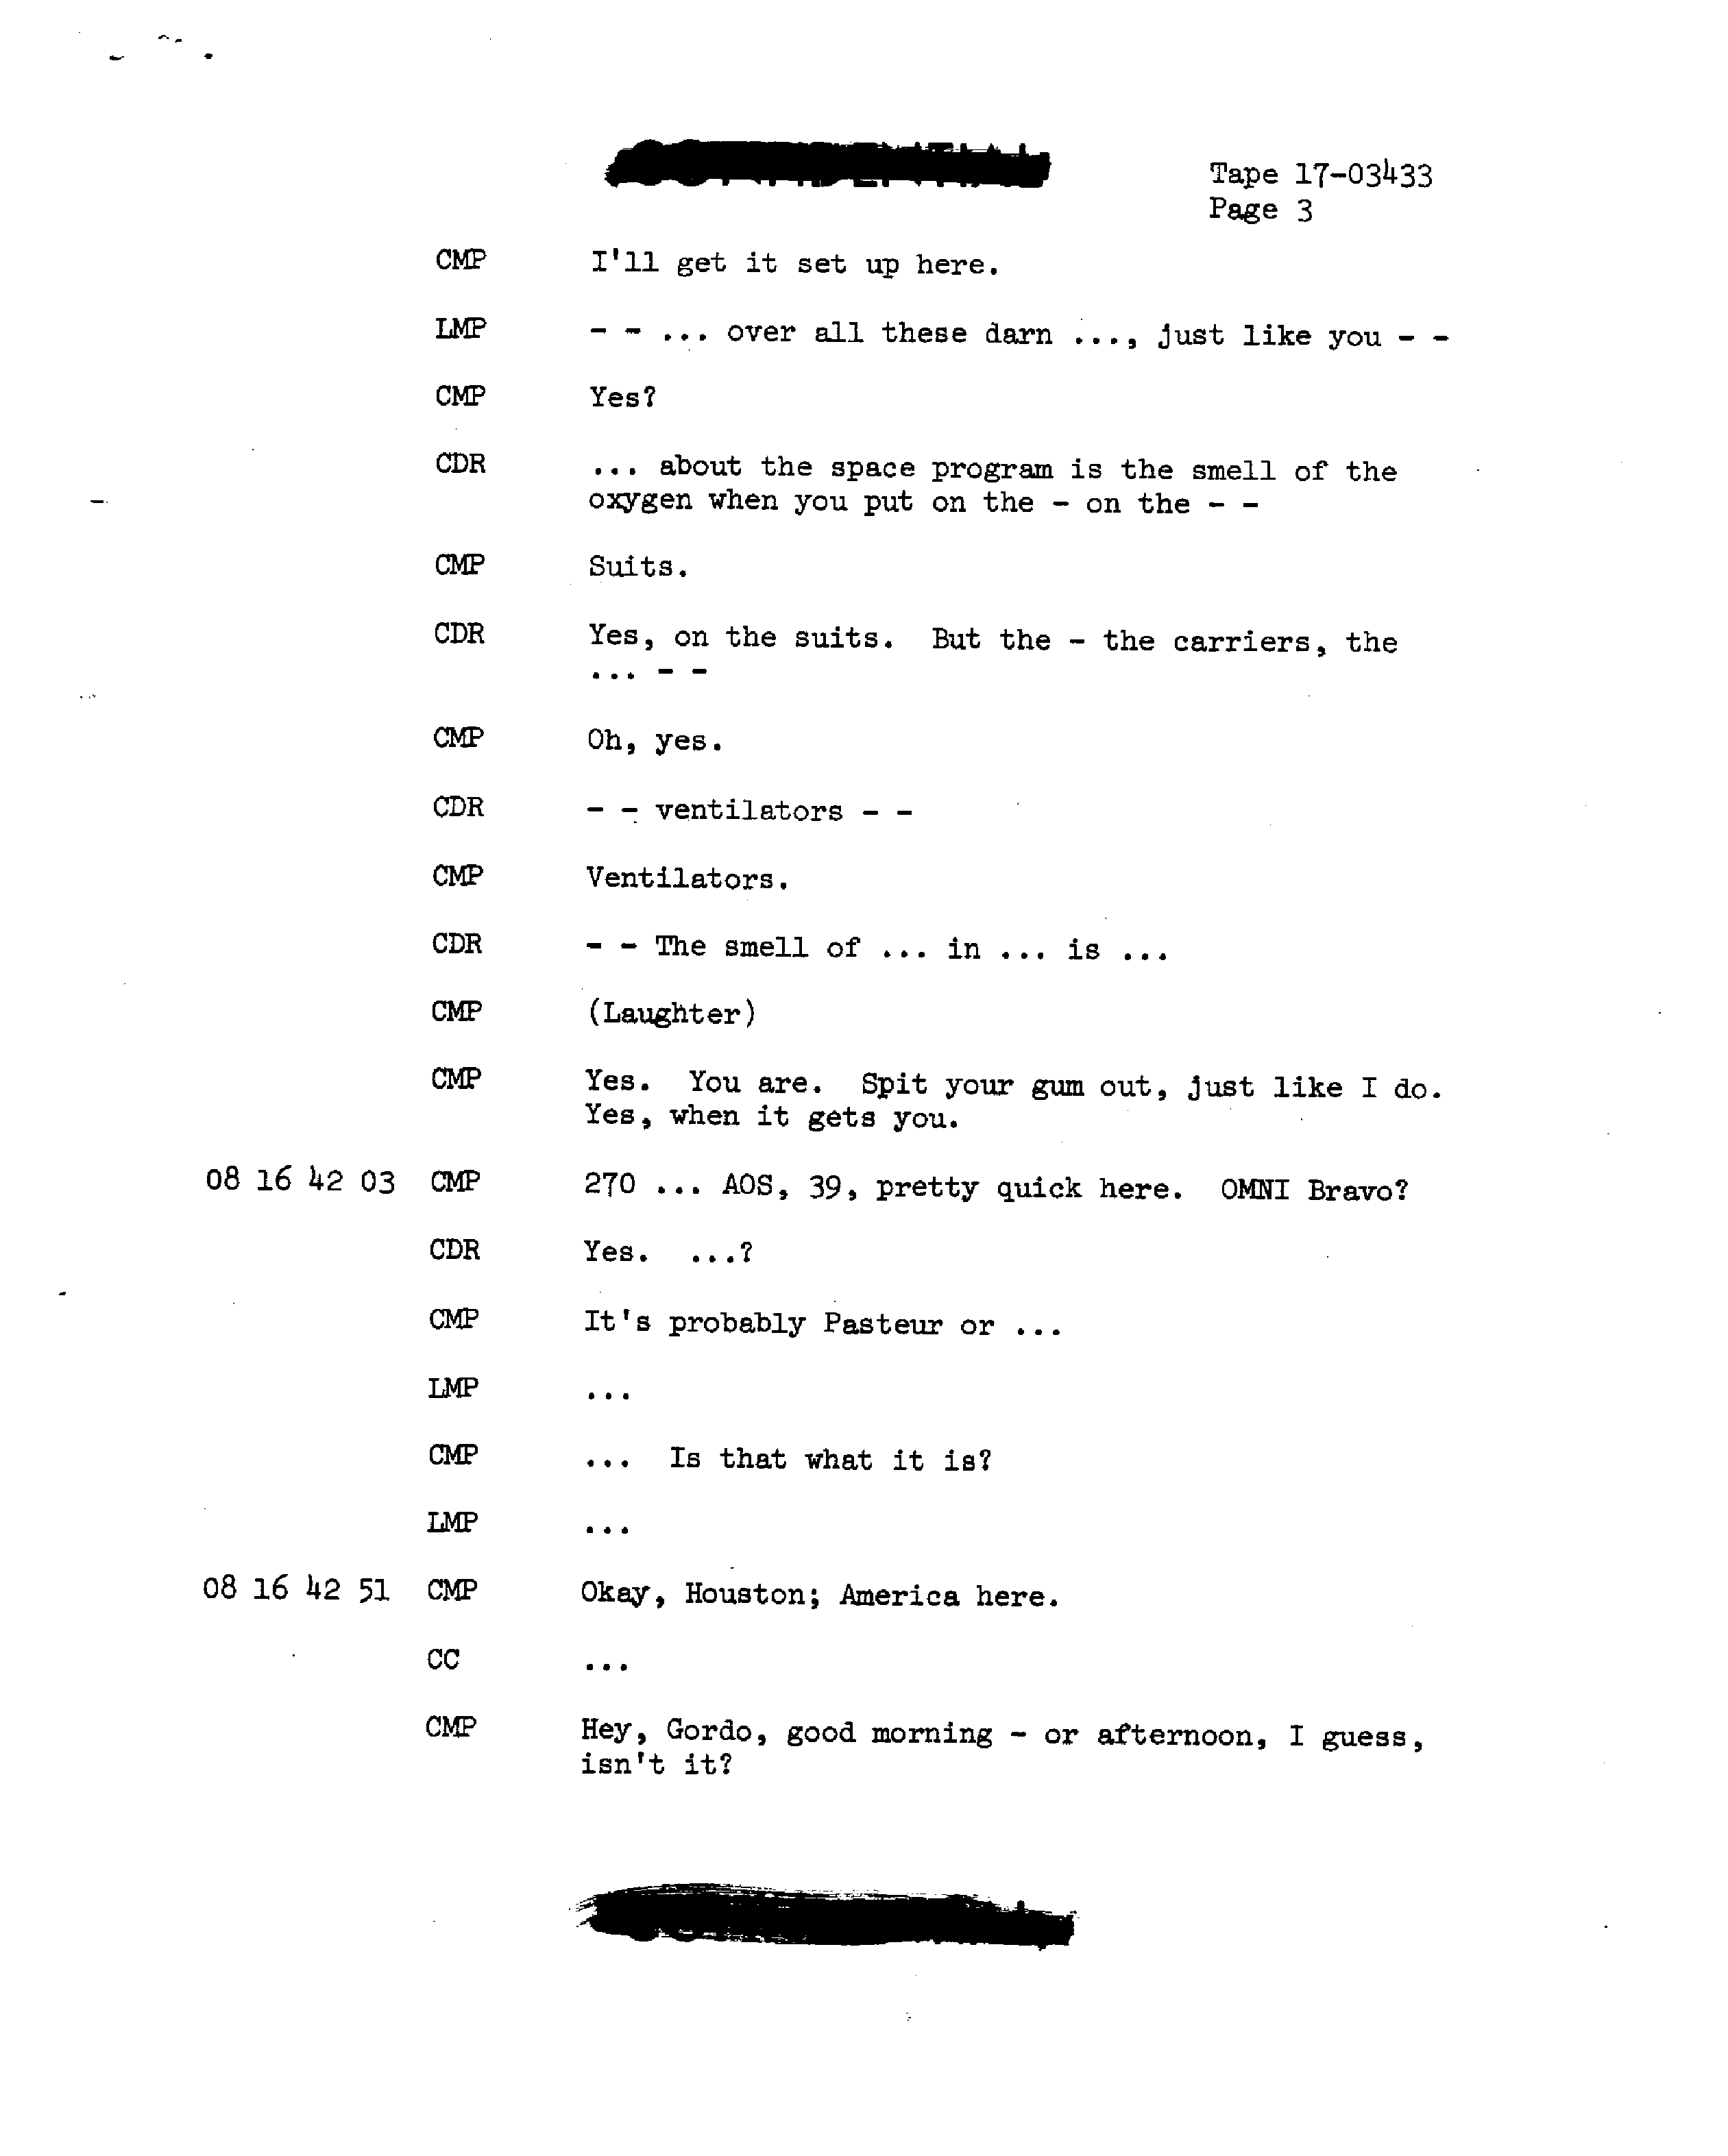 Tape 17-03433
Page 3
CMP I'll get it set up here.
LMP - - ... over all these darn ..., just like you - -
CMP Yes?
CDR ... about the space program is the smell of the
oxygen when you put on the - on the - -
CMP Suits.
CDR Yes, on the suits. But the - the carriers, the
... - -
CMP Oh, yes.
CDR - - ventilators - -
CMP Ventilators.
CDR - - The smell of ... in ... is ...
CMP (Laughter)
CMP Yes. You are. Spit your gum out, just like I do.
Yes, when it gets you.
08 16 42 03 CMP 270 ... AOS, 39, pretty quick here. OMNI Bravo?
CDR Yes. ...?
CMP It's probably Pasteur or ...
LMP ...
CMP ... Is that what it is?
LMP ...
08 16 42 51 CMP Okay, Houston; America here.
CC ...
CMP Hey, Gordo, good morning - or afternoon, I guess,
isn't it?